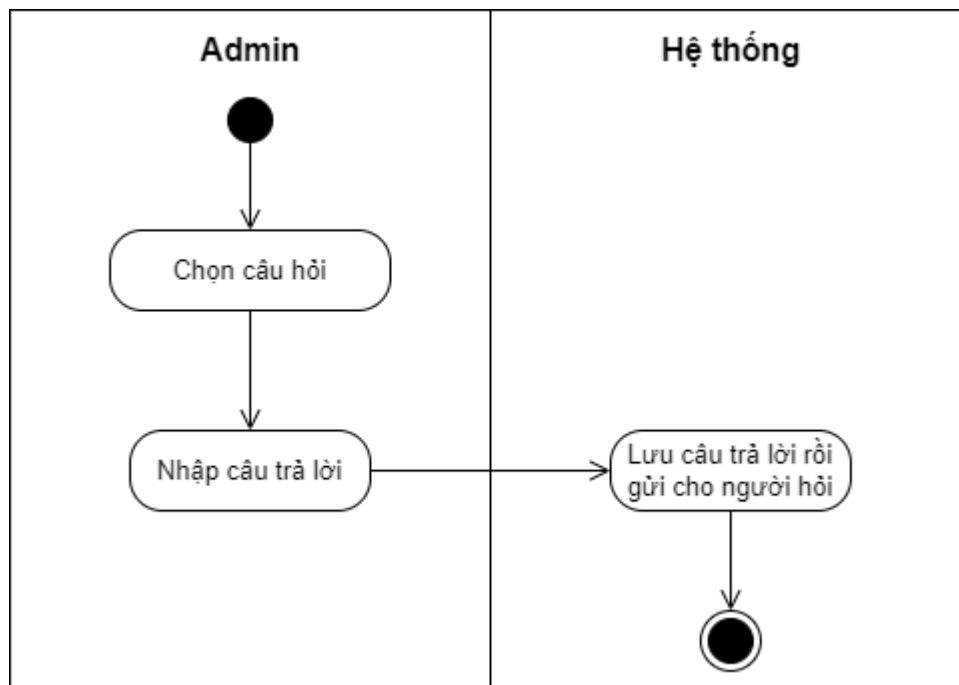 Admin
Hệ thống
Chọn câu hỏi
Nhập câu trả lời
Lưu câu trả lời rồi
gửi cho người hỏi